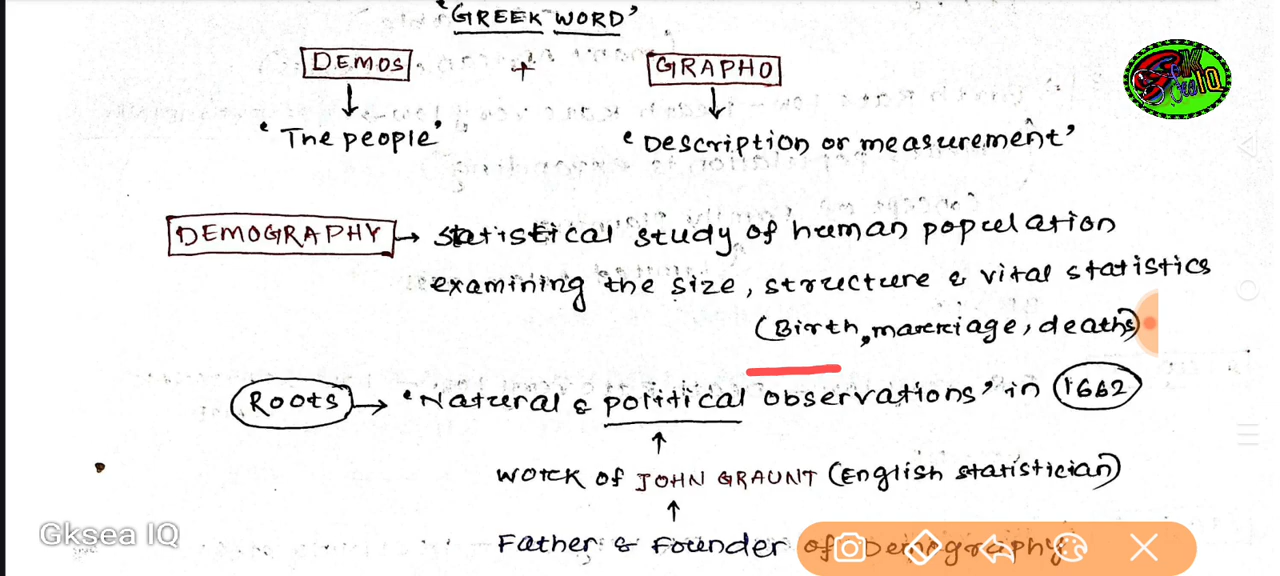 'GREEK WORD'
DEMOS + GRAPHO
'The people' 'Description or measurement'
DEMOGRAPHY → statistical study of human population
examining the size, structure & vital statistics
(Birth, marriage, deaths)
Roots → 'Natural & political observations' in 1662
work of JOHN GRAUNT (English statistician)
Father & Founder of Demography
Gksea IQ